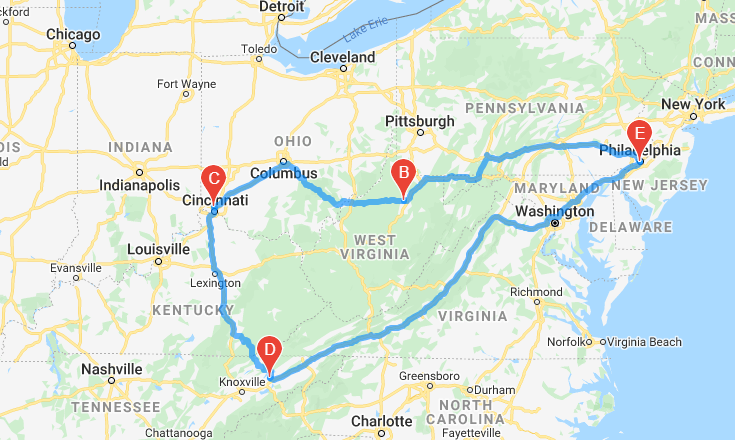 ckford
Detroit
MASS
Chicago
Lake Erie
Toledo
Cleveland
CONN
Fort Wayne
PENNSYLVANIA
New York
Pittsburgh
OHIO
E
INDIANA
Philadelphia
OIS
ld
Columbus
B
Indianapolis
C
MARYLAND
NEW JERSEY
Cincinnati
Washington
DELAWARE
WEST
VIRGINIA
Louisville
Evansville
Lexington
Richmond
KENTUCKY
VIRGINIA
Norfolk
Virginia Beach
D
Nashville
Knoxville
Greensboro
Durham
TENNESSEE
NORTH
CAROLINA
Charlotte
Chattanooga
Fayetteville